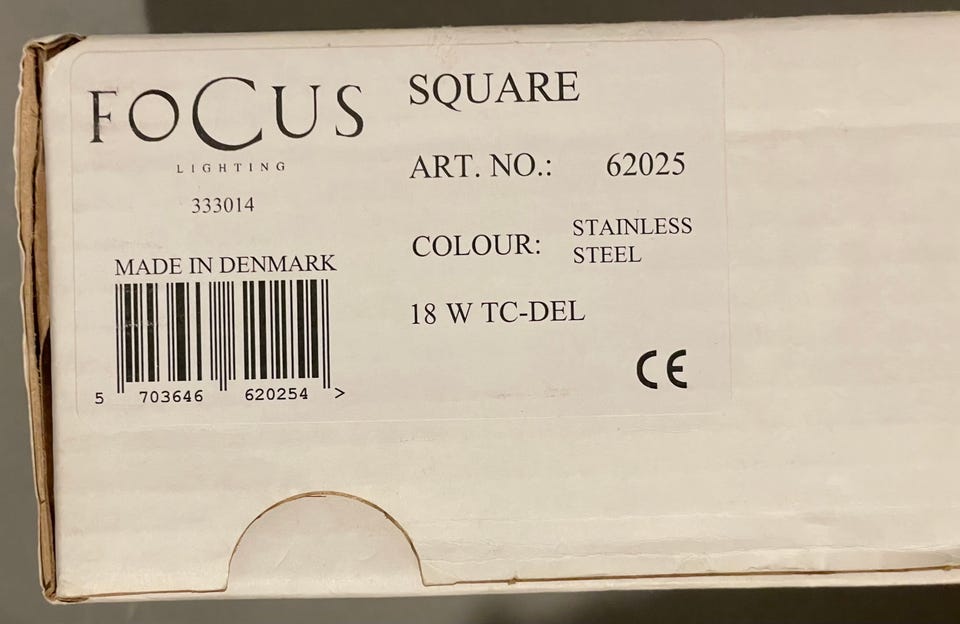 FOCUS
LIGHTING
333014
MADE IN DENMARK
5 703646 620254 >
SQUARE
ART. NO.: 62025
COLOUR: STAINLESS
STEEL
18 W TC-DEL
CE